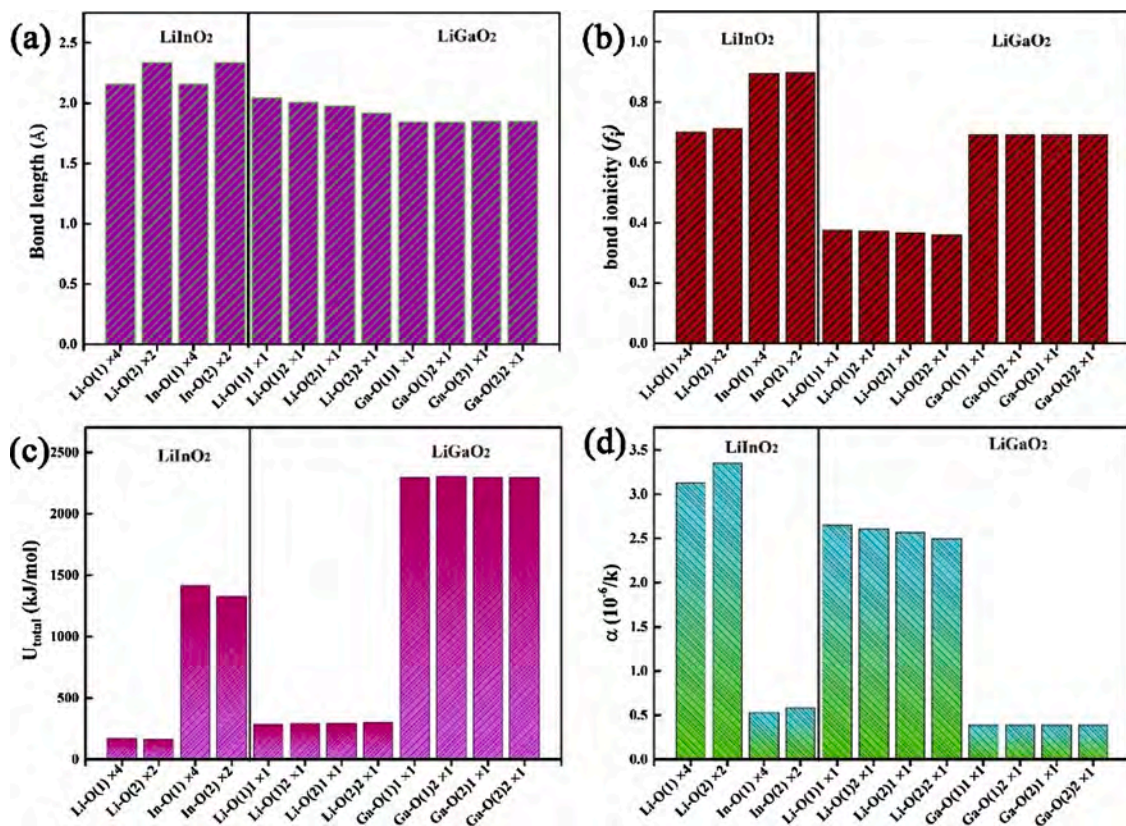 (a)
LiInO2
LiGaO2
Bond length (Å)
2.5
2.0
1.5
1.0
0.5
0.0
Li-O(1) ×4
Li-O(2) ×2
In-O(1) ×4
In-O(2) ×2
Li-O(1)1 ×1
Li-O(1)2 ×1
Li-O(2)1 ×1
Li-O(2)2 ×1
Ga-O(1)1 ×1
Ga-O(1)2 ×1
Ga-O(2)1 ×1
Ga-O(2)2 ×1
(b)
LiInO2
LiGaO2
bond ionicity (fi)
1.0
0.8
0.6
0.4
0.2
0.0
Li-O(1) ×4
Li-O(2) ×2
In-O(1) ×4
In-O(2) ×2
Li-O(1)1 ×1
Li-O(1)2 ×1
Li-O(2)1 ×1
Li-O(2)2 ×1
Ga-O(1)1 ×1
Ga-O(1)2 ×1
Ga-O(2)1 ×1
Ga-O(2)2 ×1
(c)
LiInO2
LiGaO2
Utotal (kJ/mol)
2500
2000
1500
1000
500
0
Li-O(1) ×4
Li-O(2) ×2
In-O(1) ×4
In-O(2) ×2
Li-O(1)1 ×1
Li-O(1)2 ×1
Li-O(2)1 ×1
Li-O(2)2 ×1
Ga-O(1)1 ×1
Ga-O(1)2 ×1
Ga-O(2)1 ×1
Ga-O(2)2 ×1
(d)
LiInO2
LiGaO2
α (10⁻⁶/k)
3.5
3.0
2.5
2.0
1.5
1.0
0.5
0.0
Li-O(1) ×4
Li-O(2) ×2
In-O(1) ×4
In-O(2) ×2
Li-O(1)1 ×1
Li-O(1)2 ×1
Li-O(2)1 ×1
Li-O(2)2 ×1
Ga-O(1)1 ×1
Ga-O(1)2 ×1
Ga-O(2)1 ×1
Ga-O(2)2 ×1